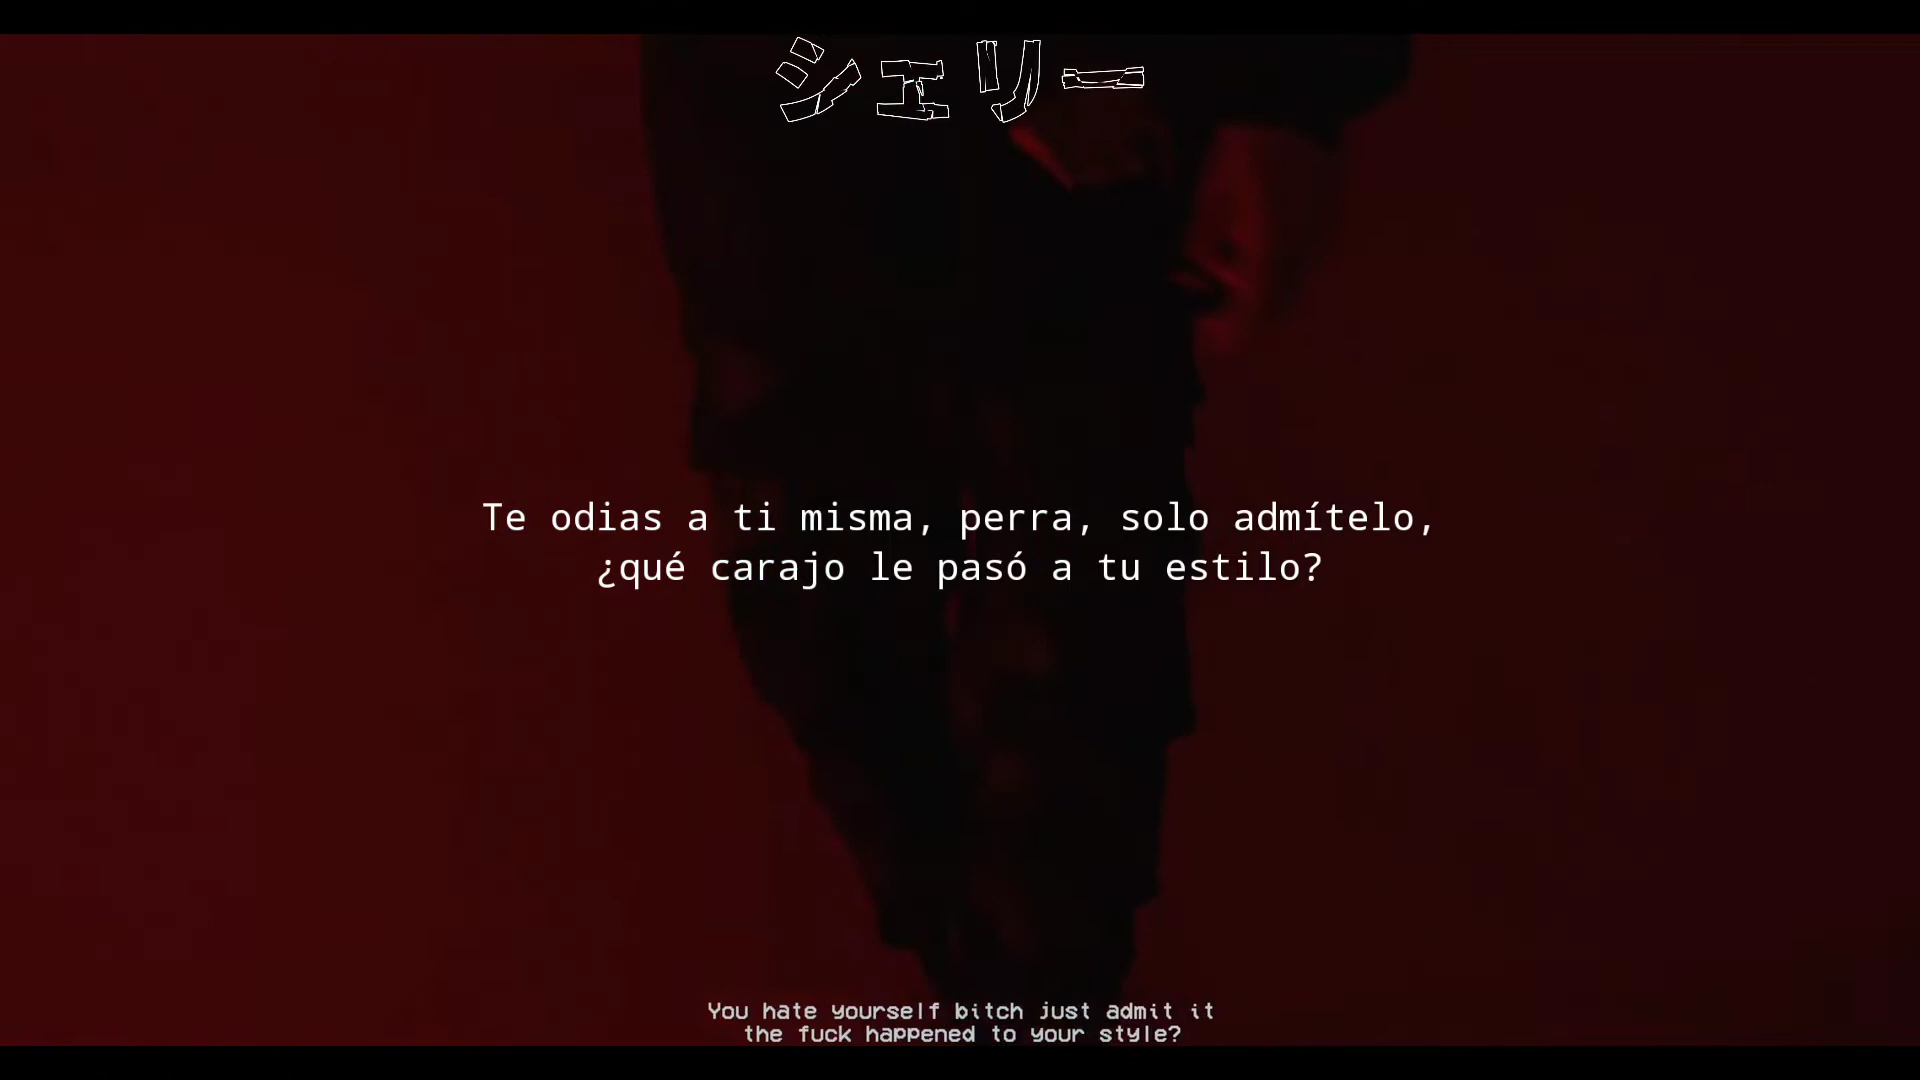 シェリー
Te odias a ti misma, perra, solo admítelo,
¿qué carajo le pasó a tu estilo?
You hate yourself bitch just admit it
the fuck happened to your style?